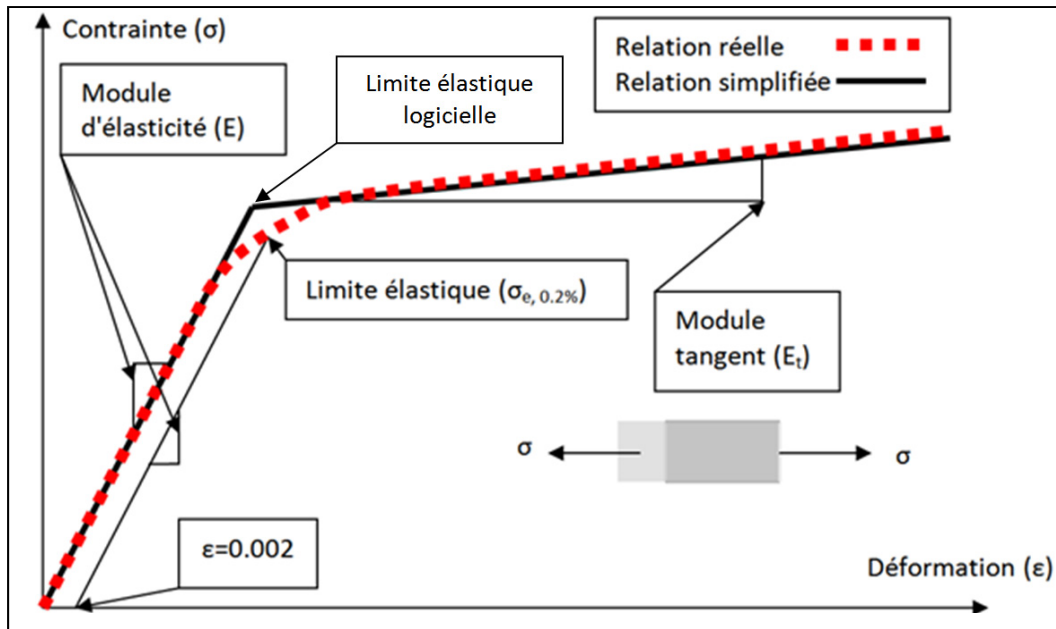 Contrainte (σ)
Relation réelle
Relation simplifiée
Module
d'élasticité (E)
Limite élastique
logicielle
Limite élastique (σe, 0.2%)
Module
tangent (Et)
σ
σ
ε=0.002
Déformation (ε)